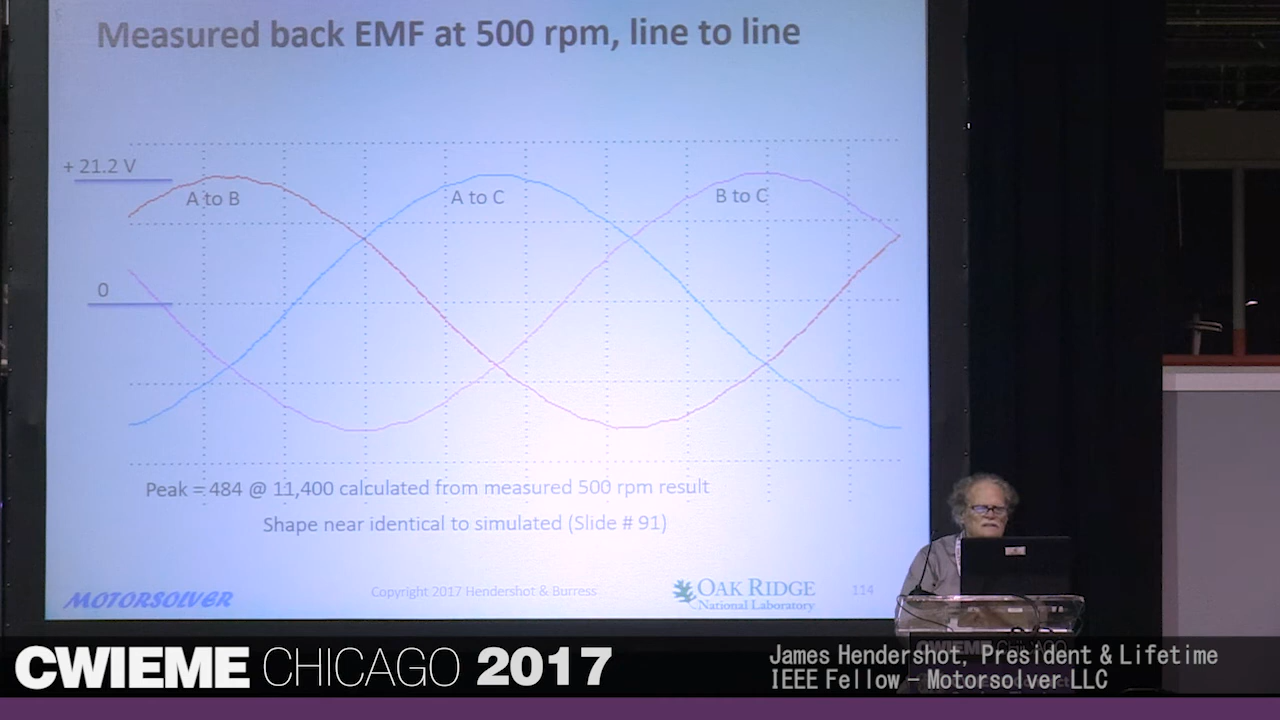 Measured back EMF at 500 rpm, line to line
+ 21.2 V
A to B
A to C
B to C
0
Peak = 484 @ 11,400 calculated from measured 500 rpm result
Shape near identical to simulated (Slide # 91)
MOTORSOLVER
Copyright 2017 Hendershot & Burress
OAK RIDGE
National Laboratory
114
CWIEME CHICAGO 2017
James Hendershot, President & Lifetime
IEEE Fellow – Motorsolver LLC